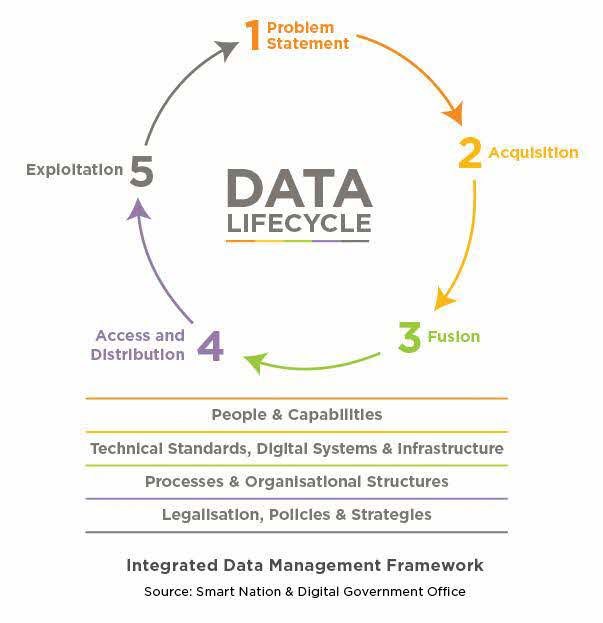 1 Problem
Statement
2 Acquisition
Exploitation 5
DATA
LIFECYCLE
Access and
Distribution 4
3 Fusion
People & Capabilities
Technical Standards, Digital Systems & Infrastructure
Processes & Organisational Structures
Legalisation, Policies & Strategies
Integrated Data Management Framework
Source: Smart Nation & Digital Government Office